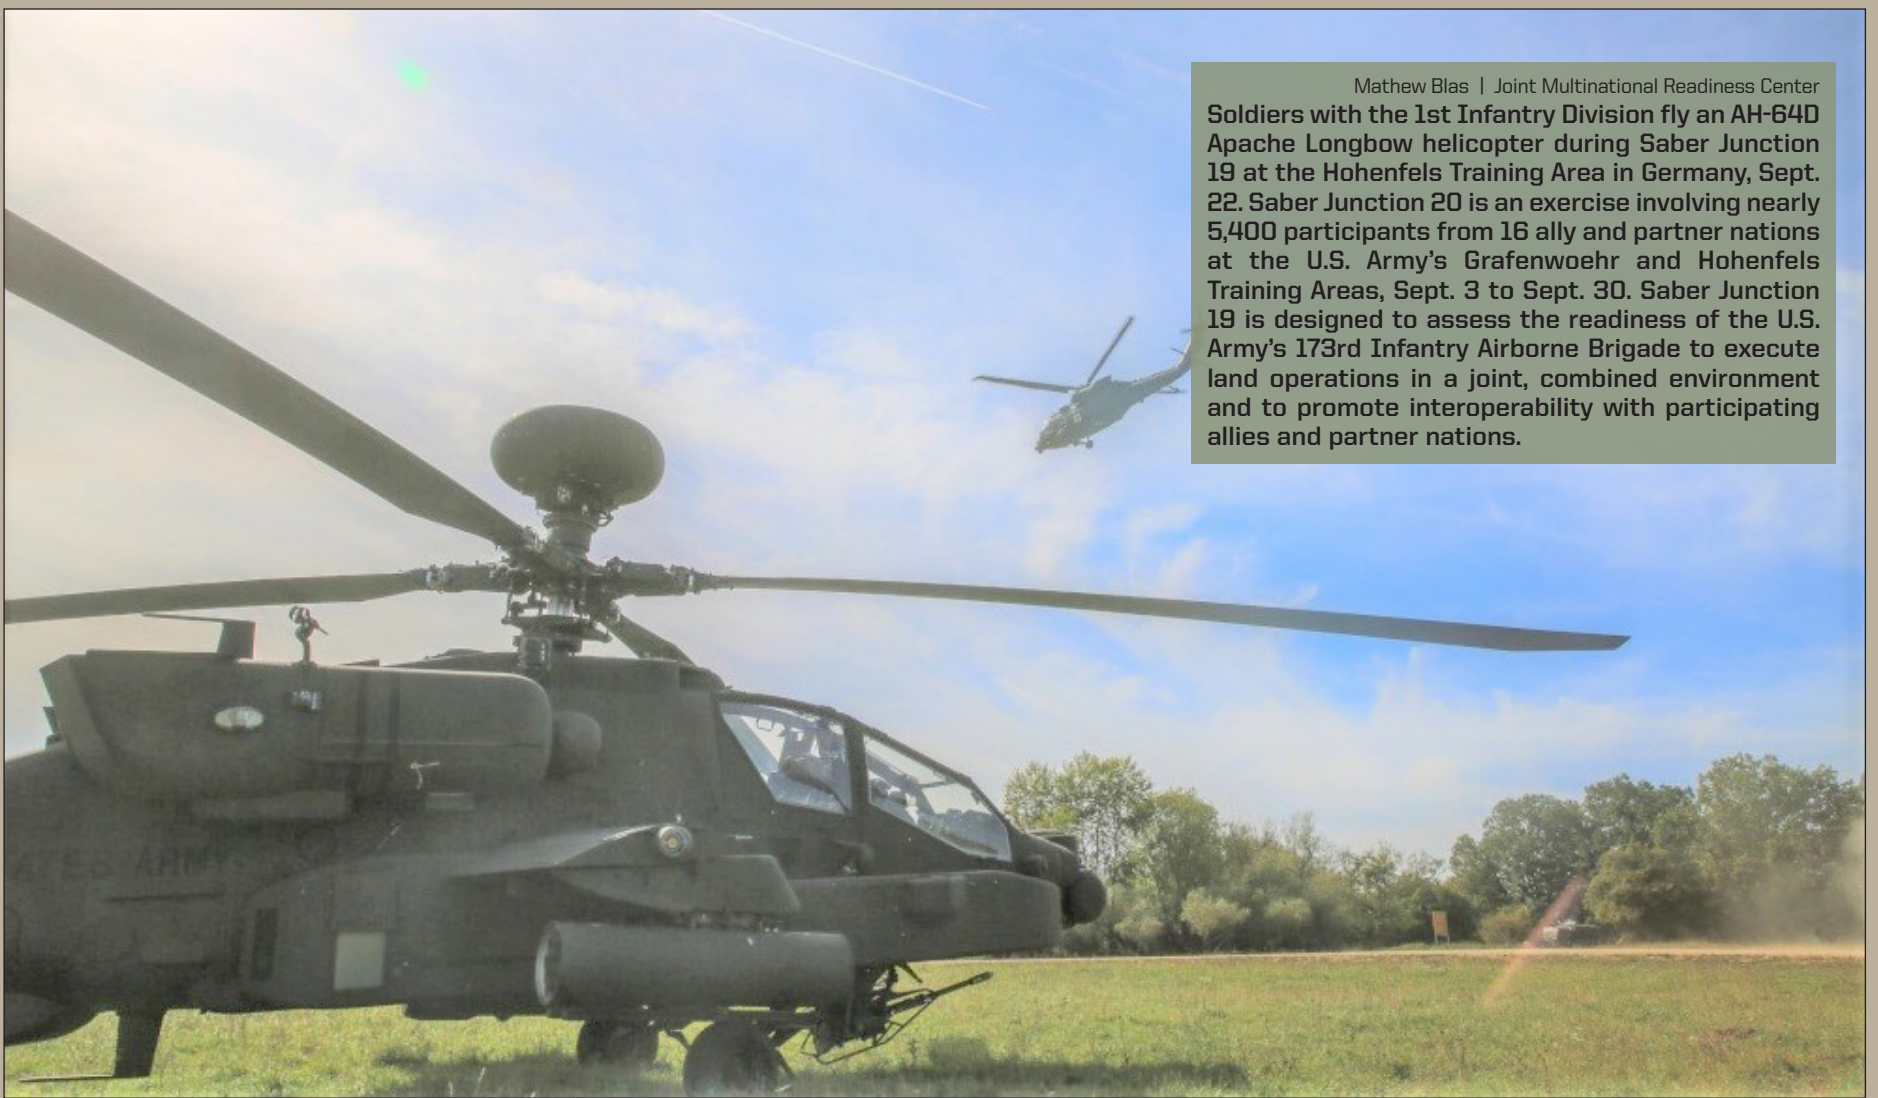 Mathew Blas | Joint Multinational Readiness Center
Soldiers with the 1st Infantry Division fly an AH-64D
Apache Longbow helicopter during Saber Junction
19 at the Hohenfels Training Area in Germany, Sept.
22. Saber Junction 20 is an exercise involving nearly
5,400 participants from 16 ally and partner nations
at the U.S. Army’s Grafenwoehr and Hohenfels
Training Areas, Sept. 3 to Sept. 30. Saber Junction
19 is designed to assess the readiness of the U.S.
Army’s 173rd Infantry Airborne Brigade to execute
land operations in a joint, combined environment
and to promote interoperability with participating
allies and partner nations.
ARMY